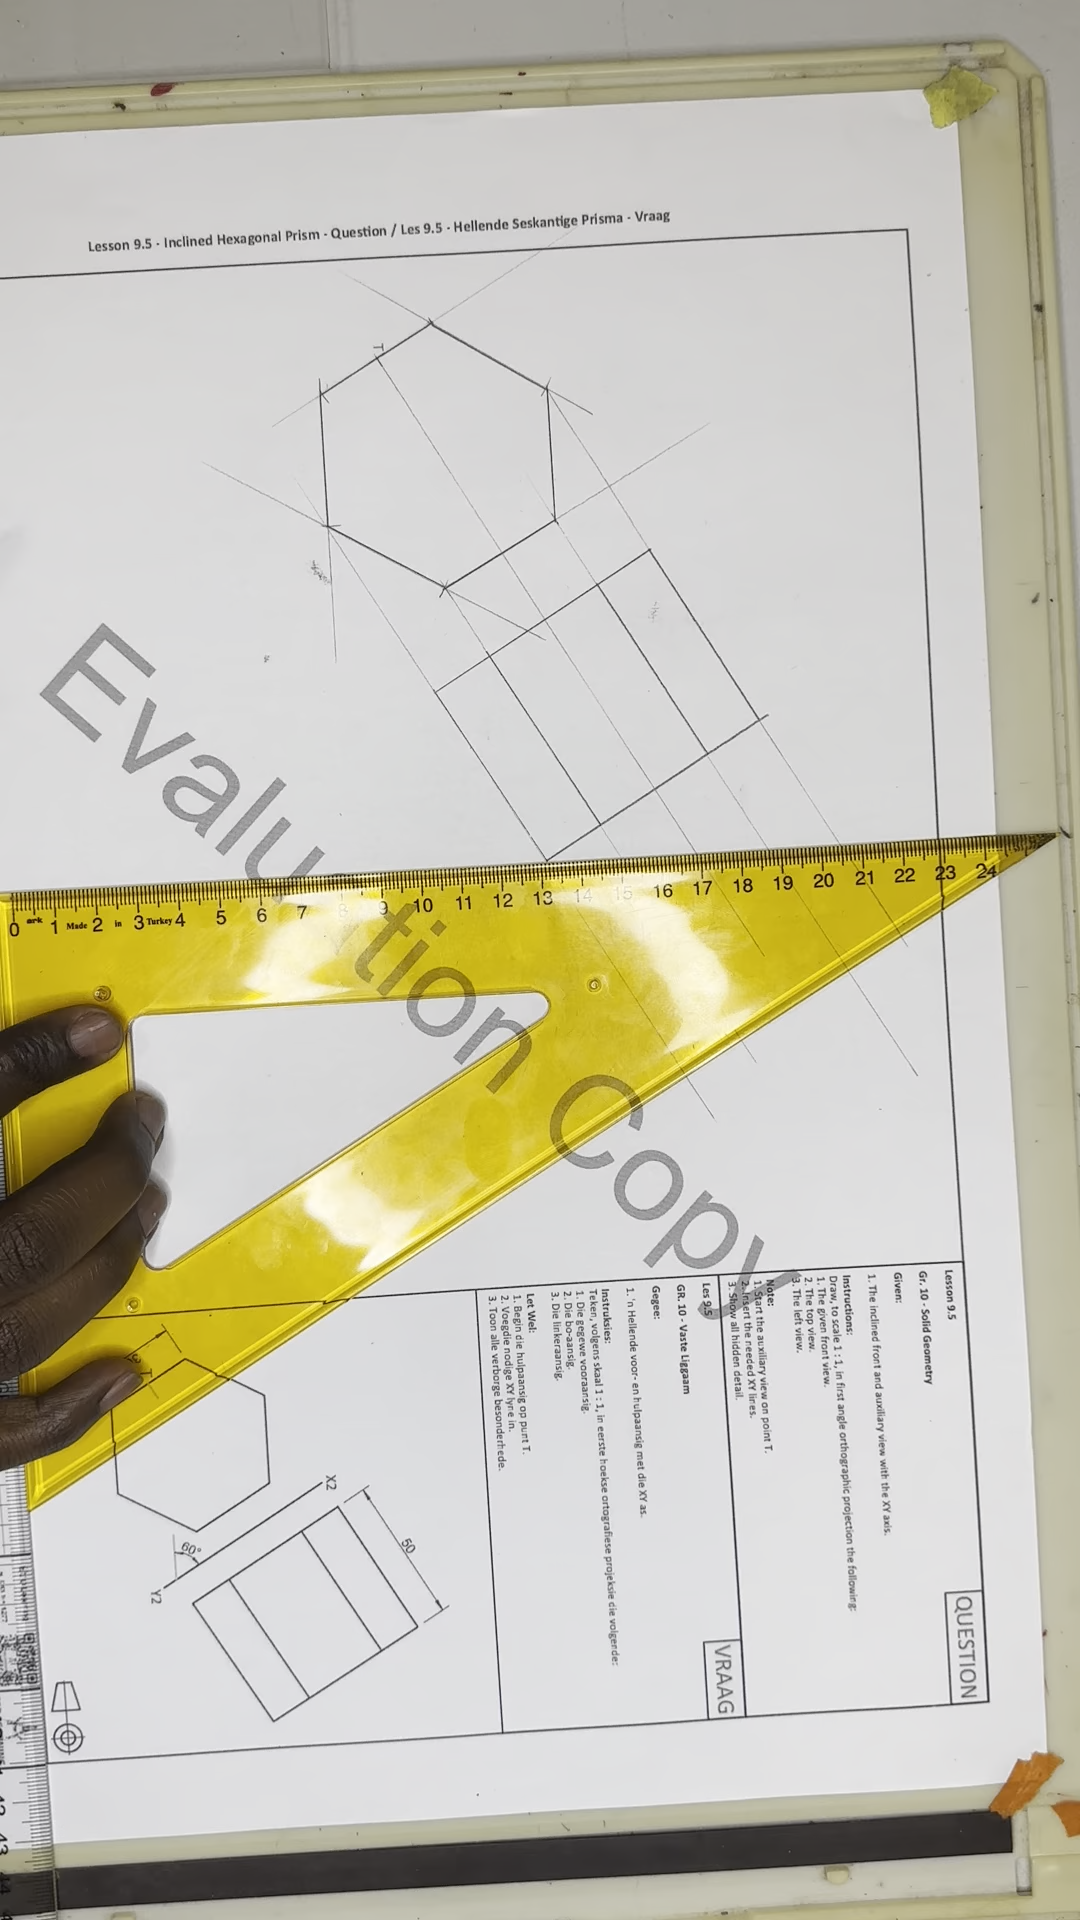 Lesson 9.5 - Inclined Hexagonal Prism - Question / Les 9.5 - Hellende Seskantige Prisma - Vraag
T
Evaluation Copy
0 1 2 3 4 5 6 7 8 9 10 11 12 13 14 15 16 17 18 19 20 21 22 23 24
ark Made in Turkey
QUESTION
Lesson 9.5
Gr. 10 - Solid Geometry
Given:
1. The inclined front and auxiliary view with the XY axis.
Instructions:
Draw, to scale 1 : 1, in first angle orthographic projection the following:
1. The given front view.
2. The top view.
3. The left view.
Note:
1. Start the auxiliary view on point T.
2. Insert the needed XY lines.
3. Show all hidden detail.
VRAAG
Les 9.5
GR. 10 - Vaste Liggaam
Gegee:
1. 'n Hellende voor- en hulpaansig met die XY as.
Instruksies:
Teken, volgens skaal 1 : 1, in eerste hoekse ortografiese projeksie die volgende:
1. Die gegewe vooraansig.
2. Die bo-aansig.
3. Die linkeraansig.
Let Wel:
1. Begin die hulpaansig op punt T.
2. Voegdie nodige XY lyne in.
3. Toon alle verborge besonderhede.
T
X2
Y2
60°
50